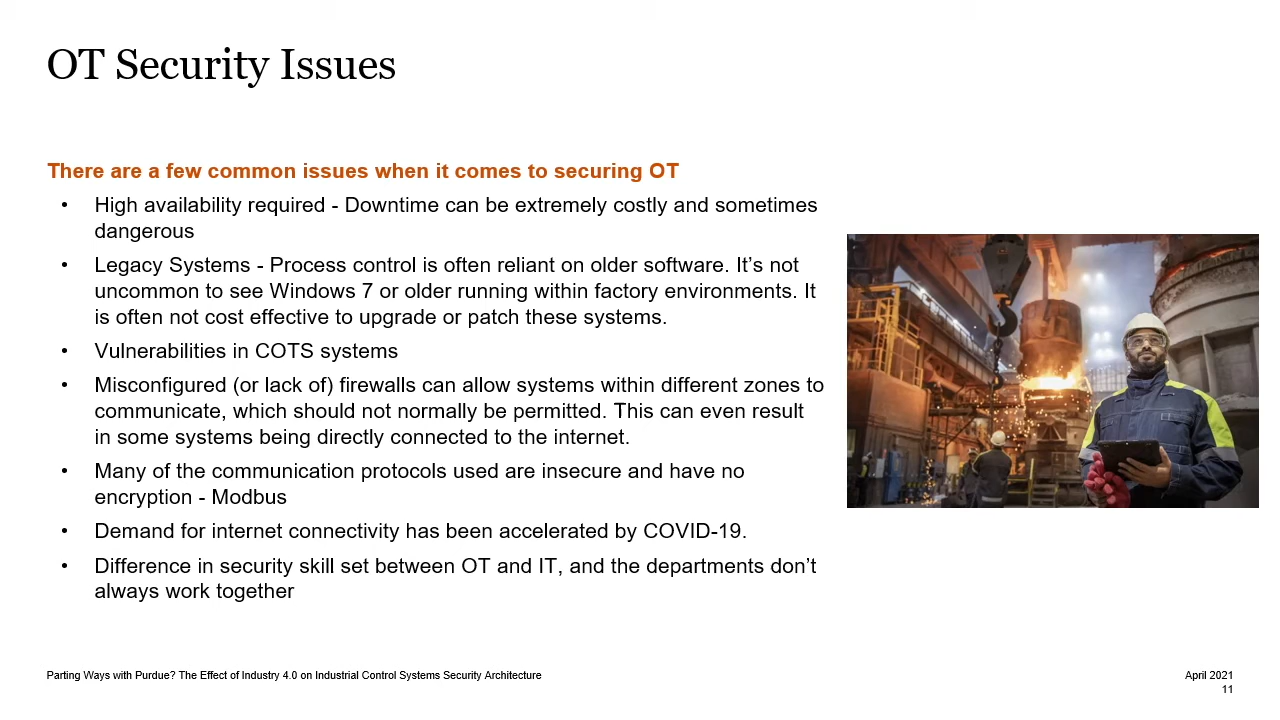 OT Security Issues
There are a few common issues when it comes to securing OT
• High availability required - Downtime can be extremely costly and sometimes
dangerous
• Legacy Systems - Process control is often reliant on older software. It’s not
uncommon to see Windows 7 or older running within factory environments. It
is often not cost effective to upgrade or patch these systems.
• Vulnerabilities in COTS systems
• Misconfigured (or lack of) firewalls can allow systems within different zones to
communicate, which should not normally be permitted. This can even result
in some systems being directly connected to the internet.
• Many of the communication protocols used are insecure and have no
encryption - Modbus
• Demand for internet connectivity has been accelerated by COVID-19.
• Difference in security skill set between OT and IT, and the departments don’t
always work together
Parting Ways with Purdue? The Effect of Industry 4.0 on Industrial Control Systems Security Architecture
April 2021
11